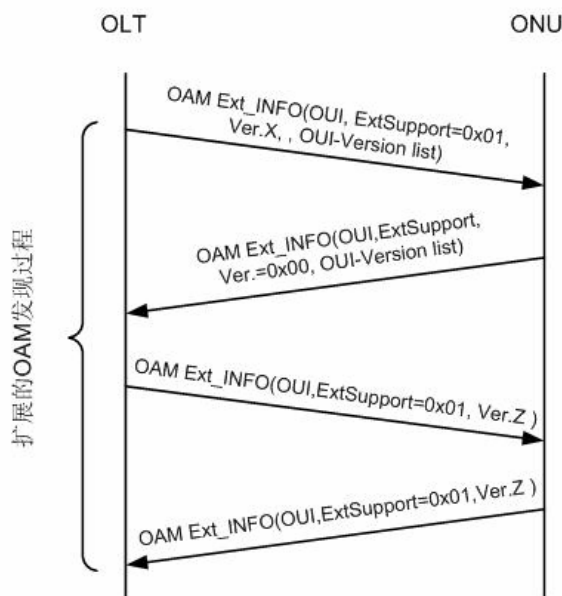 OLT
ONU
OAM Ext_INFO(OUI, ExtSupport=0x01,
Ver.X, , OUI-Version list)
OAM Ext_INFO(OUI,ExtSupport,
Ver.=0x00, OUI-Version list)
扩展的OAM发现过程
OAM Ext_INFO(OUI,ExtSupport=0x01, Ver.Z )
OAM Ext_INFO(OUI,ExtSupport=0x01,Ver.Z )